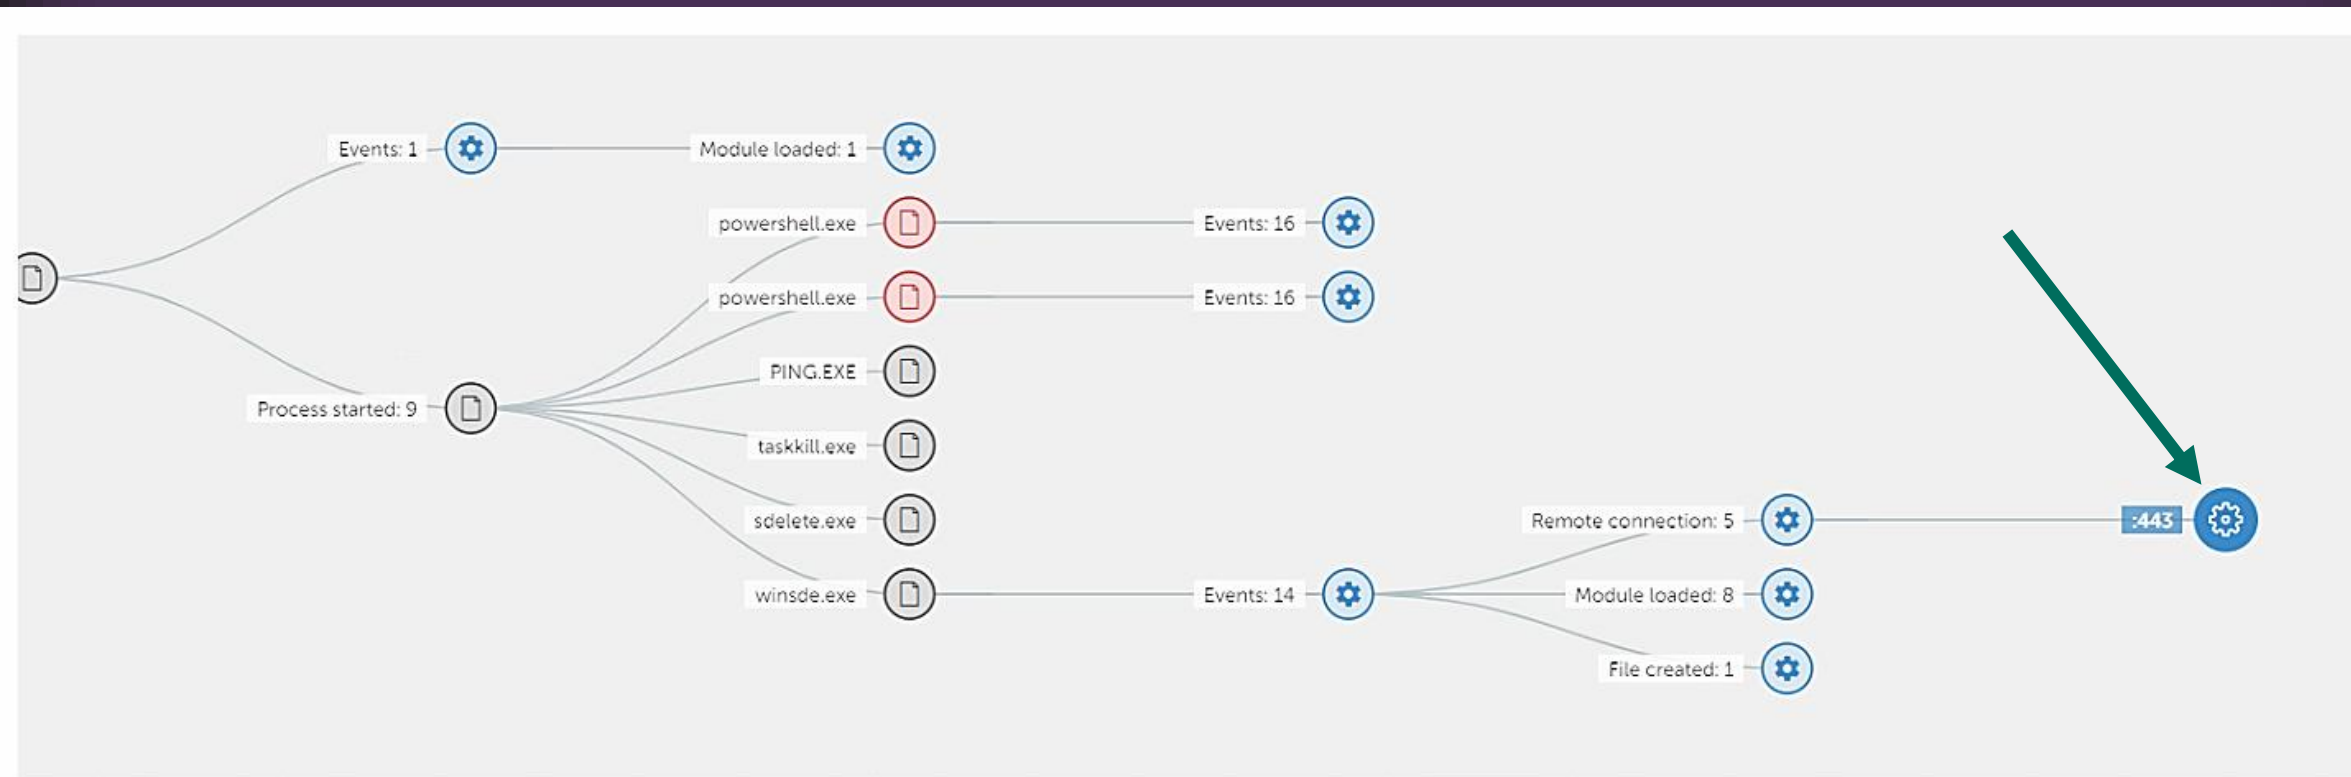 Events: 1
Module loaded: 1
powershell.exe
Events: 16
powershell.exe
Events: 16
PING.EXE
Process started: 9
taskkill.exe
sdelete.exe
Remote connection: 5
:443
winsde.exe
Events: 14
Module loaded: 8
File created: 1